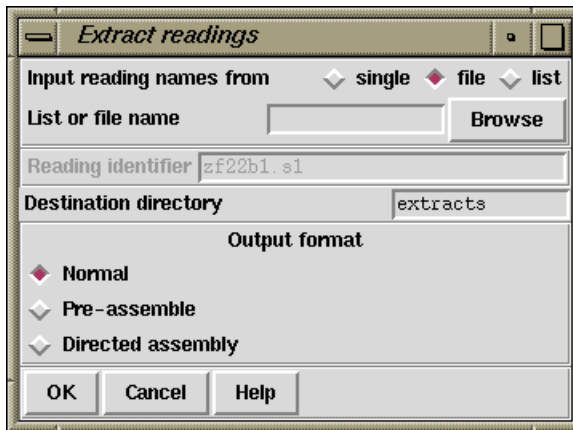 Extract readings
Input reading names from single file list
List or file name Browse
Reading identifier zf22b1.s1
Destination directory extracts
Output format
Normal
Pre-assemble
Directed assembly
OK Cancel Help